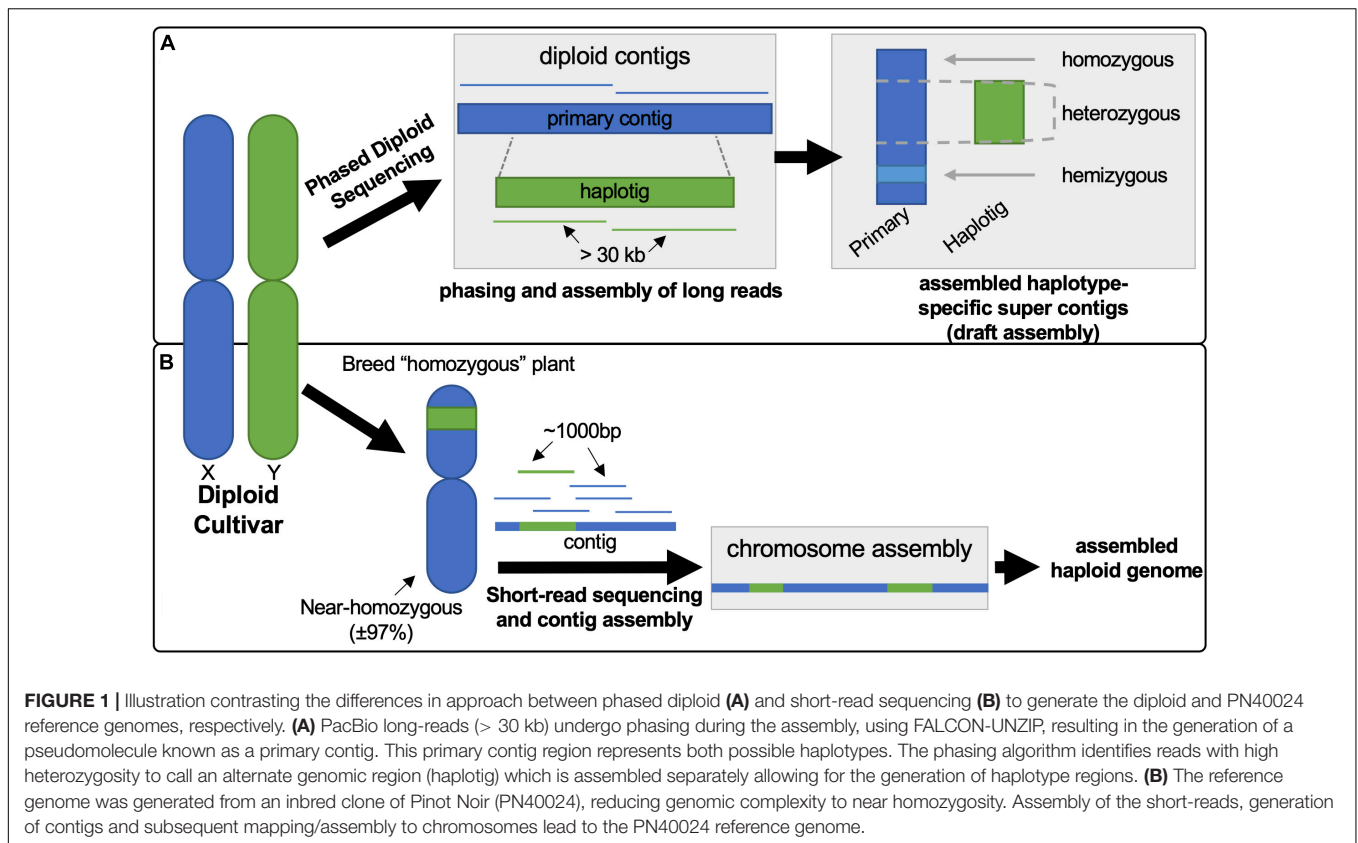 A
diploid contigs
primary contig
haplotig
> 30 kb
phasing and assembly of long reads
Phased Diploid
Sequencing
homozygous
heterozygous
hemizygous
Primary
Haplotig
assembled haplotype-
specific super contigs
(draft assembly)
B
X
Y
Diploid
Cultivar
Breed "homozygous" plant
Near-homozygous
(±97%)
~1000bp
contig
Short-read sequencing
and contig assembly
chromosome assembly
assembled
haploid genome
FIGURE 1 | Illustration contrasting the differences in approach between phased diploid (A) and short-read sequencing (B) to generate the diploid and PN40024
reference genomes, respectively. (A) PacBio long-reads (> 30 kb) undergo phasing during the assembly, using FALCON-UNZIP, resulting in the generation of a
pseudomolecule known as a primary contig. This primary contig region represents both possible haplotypes. The phasing algorithm identifies reads with high
heterozygosity to call an alternate genomic region (haplotig) which is assembled separately allowing for the generation of haplotype regions. (B) The reference
genome was generated from an inbred clone of Pinot Noir (PN40024), reducing genomic complexity to near homozygosity. Assembly of the short-reads, generation
of contigs and subsequent mapping/assembly to chromosomes lead to the PN40024 reference genome.